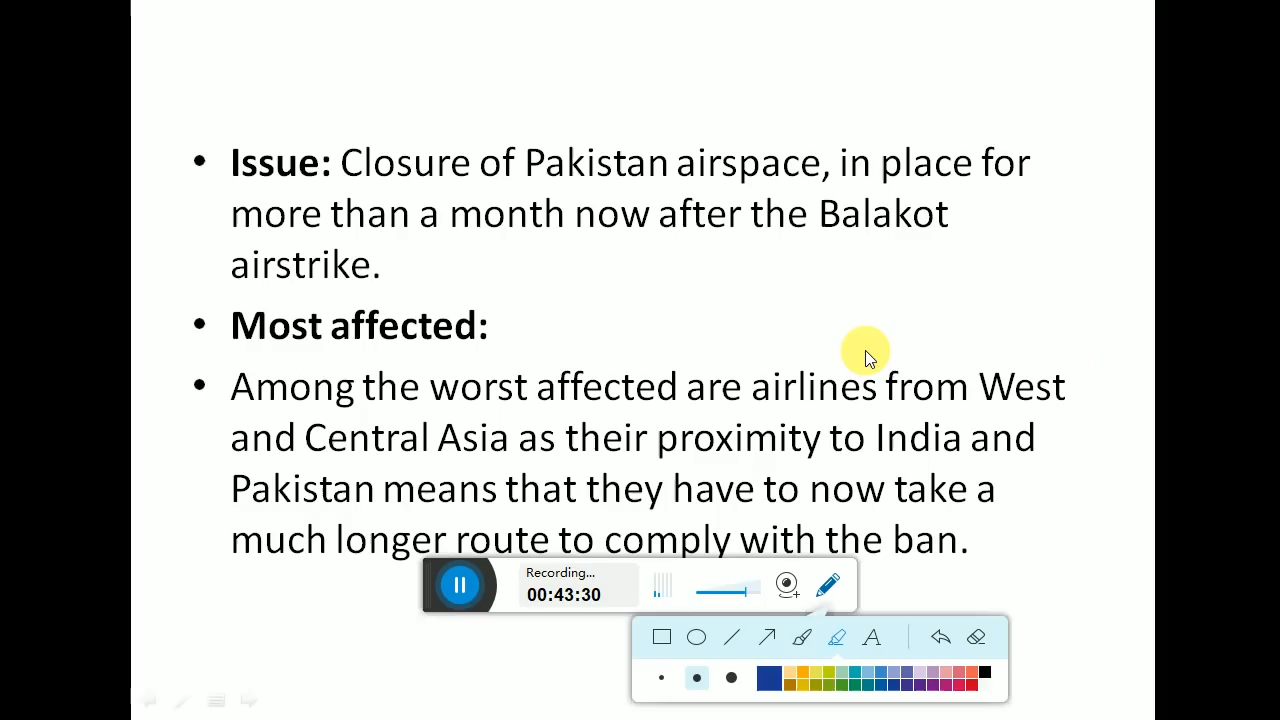 • Issue: Closure of Pakistan airspace, in place for
more than a month now after the Balakot
airstrike.
• Most affected:
• Among the worst affected are airlines from West
and Central Asia as their proximity to India and
Pakistan means that they have to now take a
much longer route to comply with the ban.
Recording...
00:43:30
A